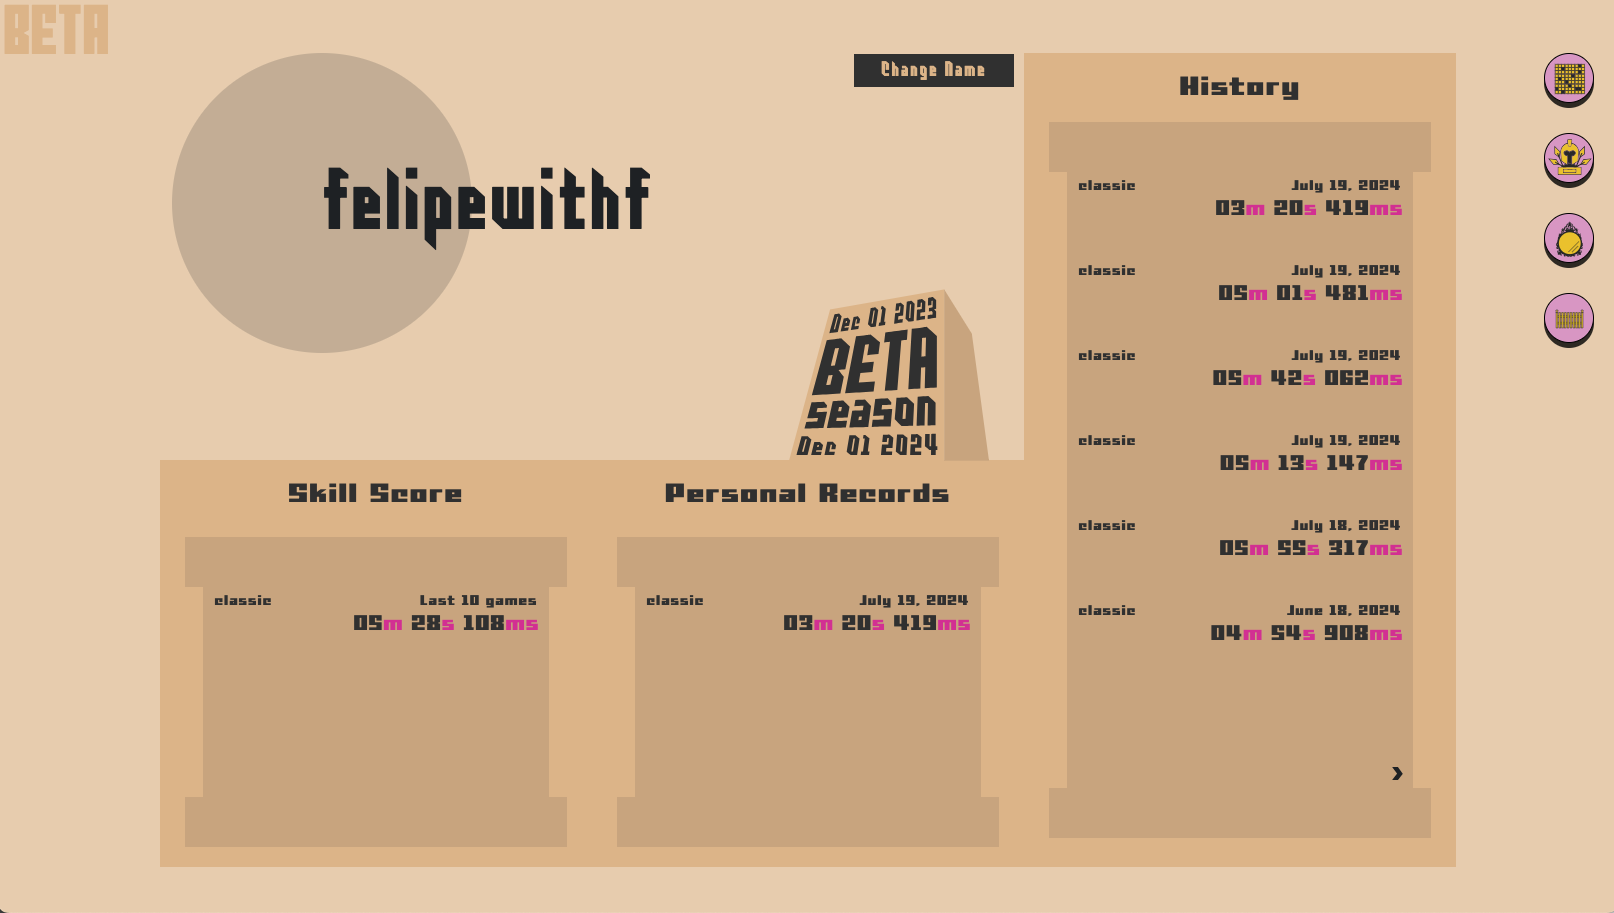 BETA
felipewithf
Change Name
Dec 01 2023
BETA
season
Dec 01 2024
Skill Score
classic
Last 10 games
05m 28s 108ms
Personal Records
classic
July 19, 2024
03m 20s 419ms
History
classic
July 19, 2024
03m 20s 419ms
classic
July 19, 2024
05m 01s 481ms
classic
July 19, 2024
05m 42s 062ms
classic
July 19, 2024
05m 13s 147ms
classic
July 18, 2024
05m 55s 317ms
classic
June 18, 2024
04m 54s 908ms
›